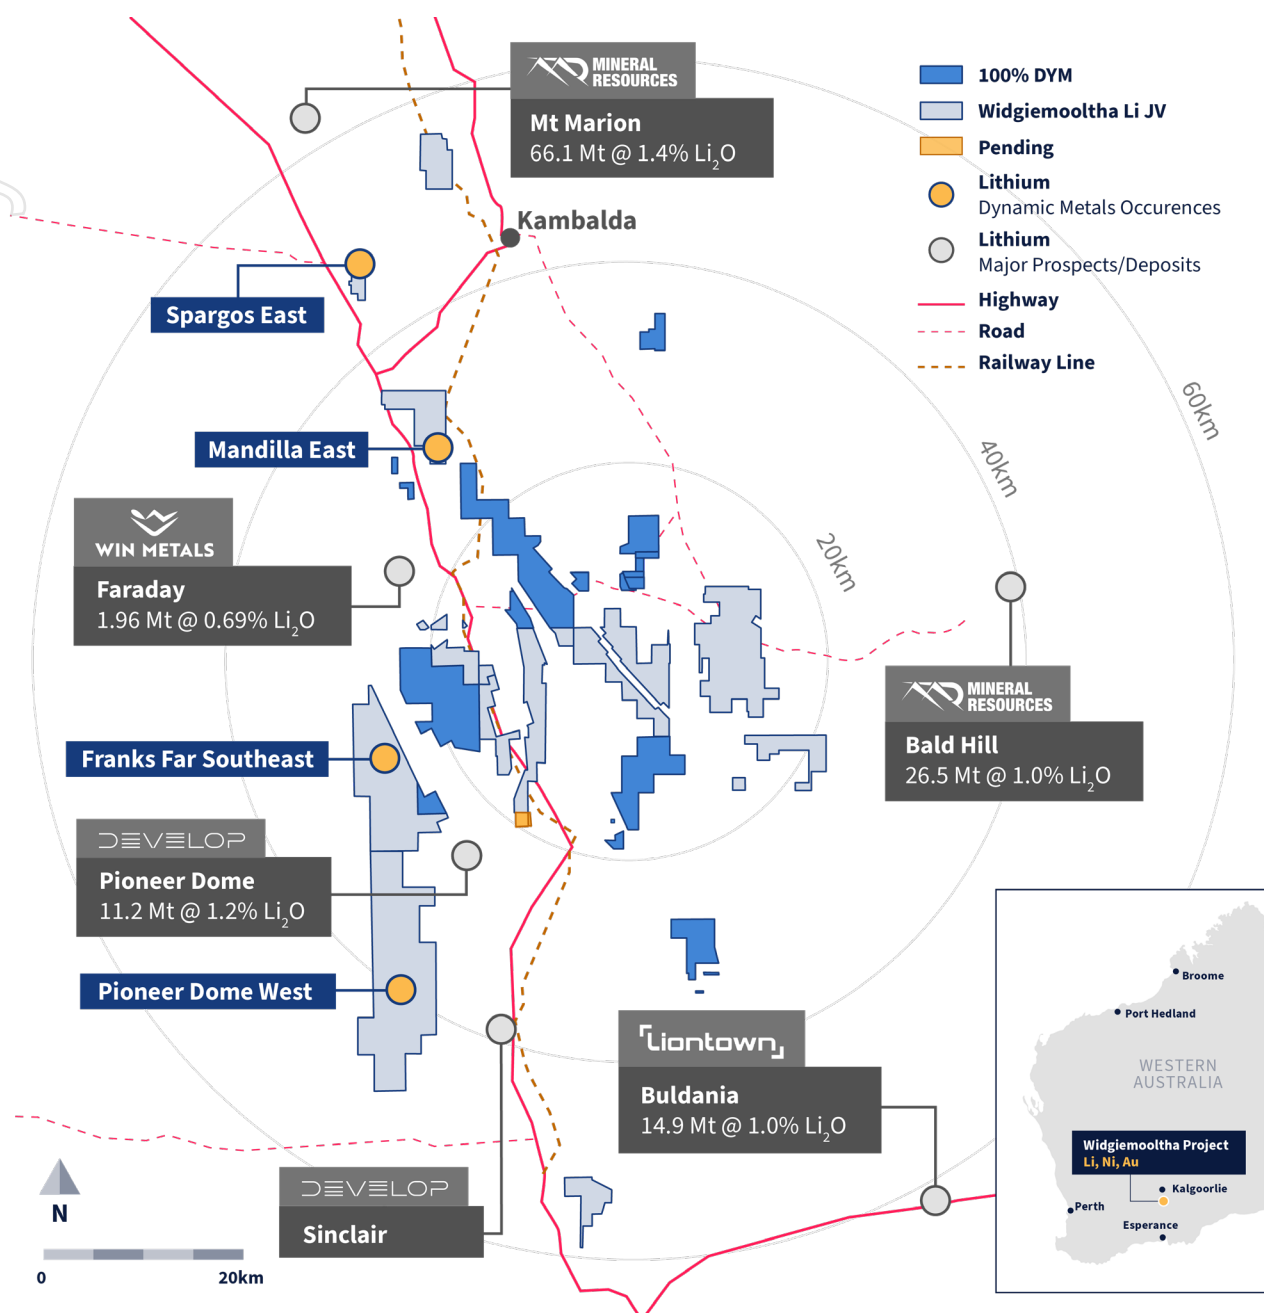 MINERAL
RESOURCES
Mt Marion
66.1 Mt @ 1.4% Li2O
100% DYM
Widgiemooltha Li JV
Pending
Lithium
Dynamic Metals Occurences
Lithium
Major Prospects/Deposits
Highway
Road
Railway Line
Kambalda
Spargos East
Mandilla East
60km
40km
20km
WIN METALS
Faraday
1.96 Mt @ 0.69% Li2O
MINERAL
RESOURCES
Bald Hill
26.5 Mt @ 1.0% Li2O
Franks Far Southeast
DEVELOP
Pioneer Dome
11.2 Mt @ 1.2% Li2O
Pioneer Dome West
Liontown
Buldania
14.9 Mt @ 1.0% Li2O
DEVELOP
Sinclair
N
0 20km
Broome
Port Hedland
WESTERN
AUSTRALIA
Widgiemooltha Project
Li, Ni, Au
Kalgoorlie
Perth
Esperance